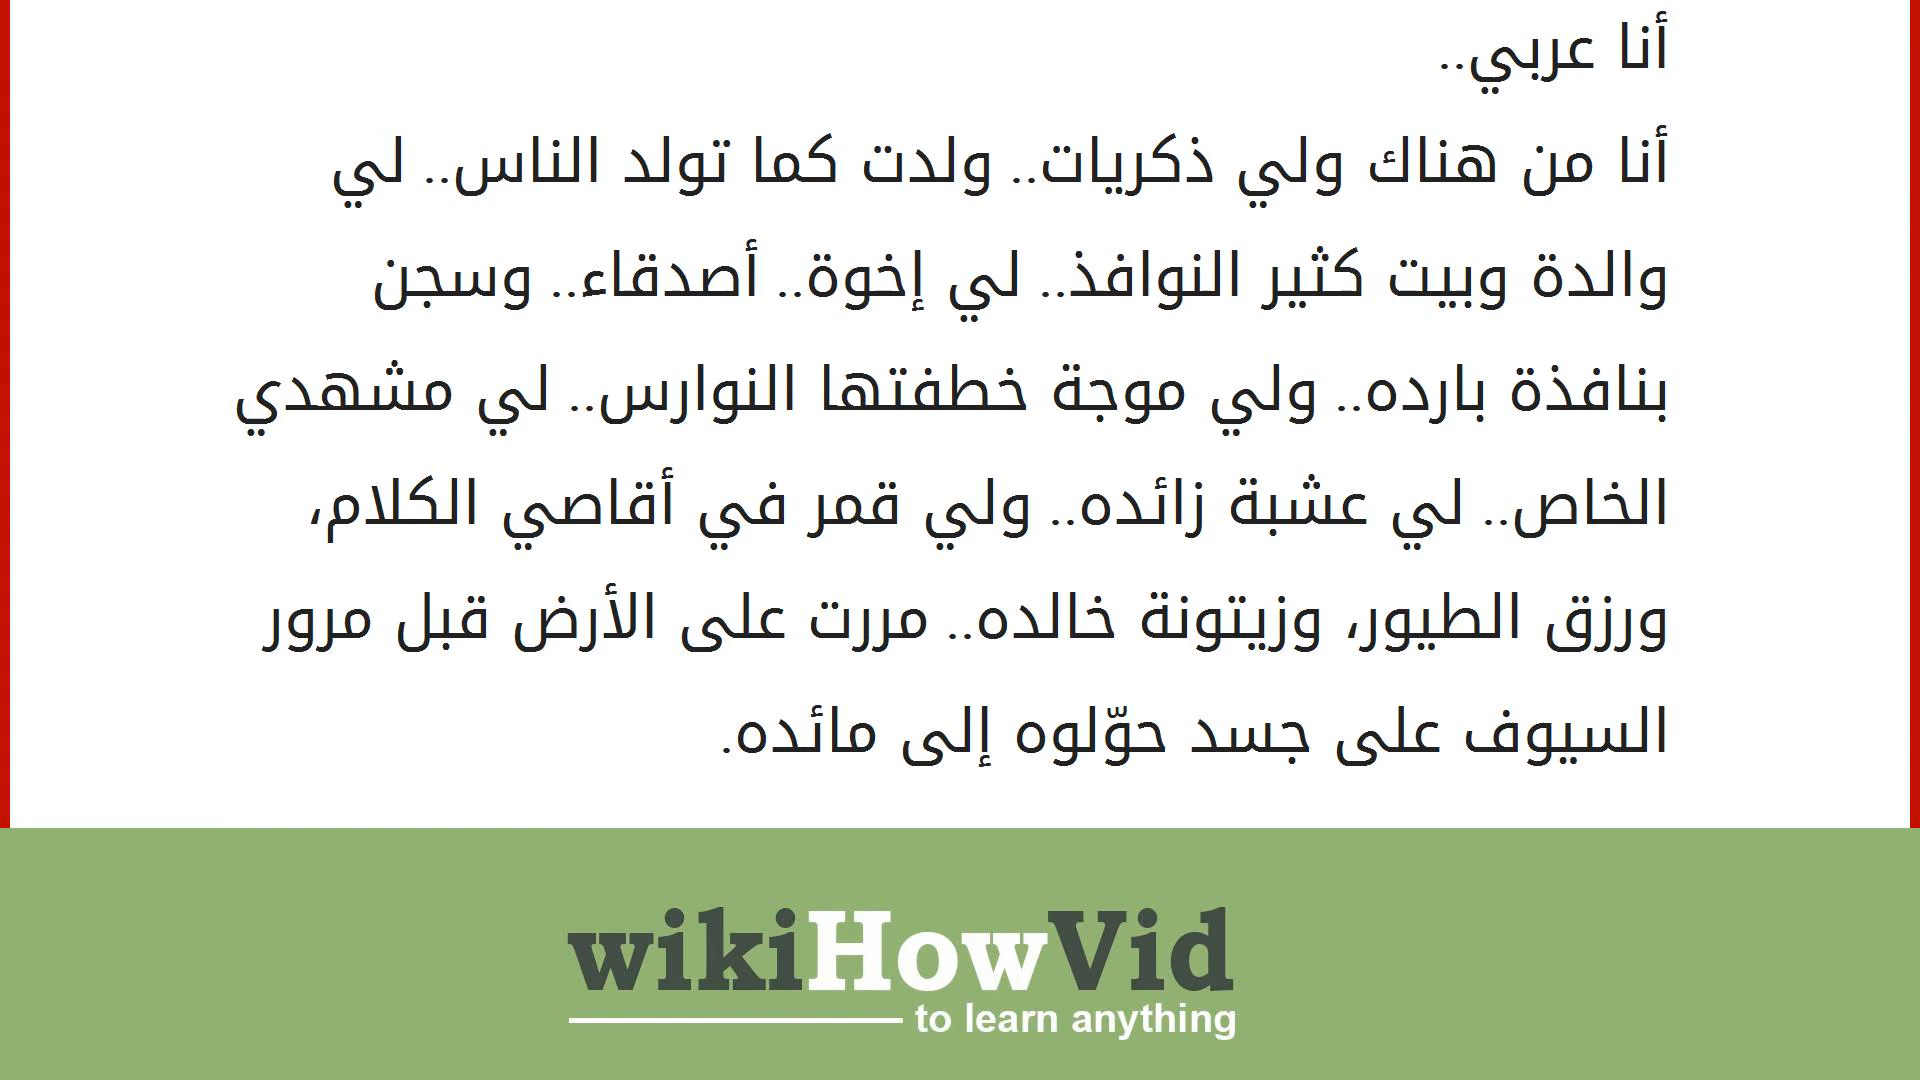 أنا عربي..
أنا من هناك ولي ذكريات.. ولدت كما تولد الناس.. لي
والدة وبيت كثير النوافذ.. لي إخوة.. أصدقاء.. وسجن
بنافذة بارده.. ولي موجة خطفتها النوارس.. لي مشهدي
الخاص.. لي عشبة زائده.. ولي قمر في أقاصي الكلام،
ورزق الطيور، وزيتونة خالده.. مررت على الأرض قبل مرور
السيوف على جسد حوّلوه إلى مائده.
wikiHowVid
to learn anything